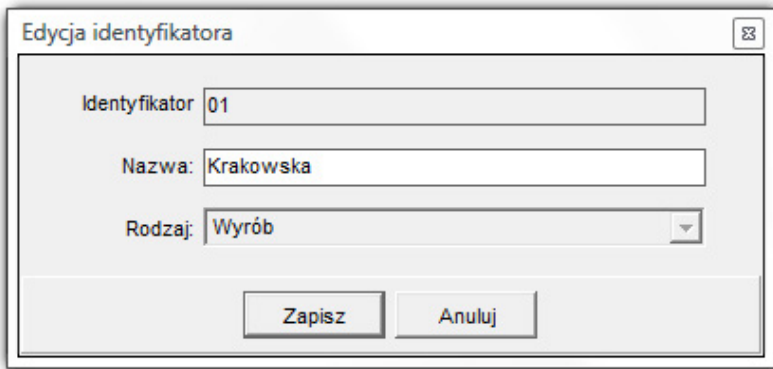 Edycja identyfikatora
Identyfikator 01
Nazwa: Krakowska
Rodzaj: Wyrób
Zapisz Anuluj